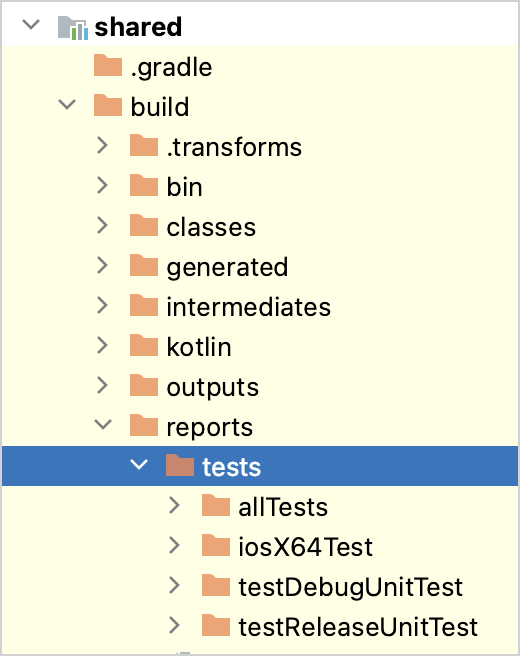 shared
.gradle
build
.transforms
bin
classes
generated
intermediates
kotlin
outputs
reports
tests
allTests
iosX64Test
testDebugUnitTest
testReleaseUnitTest